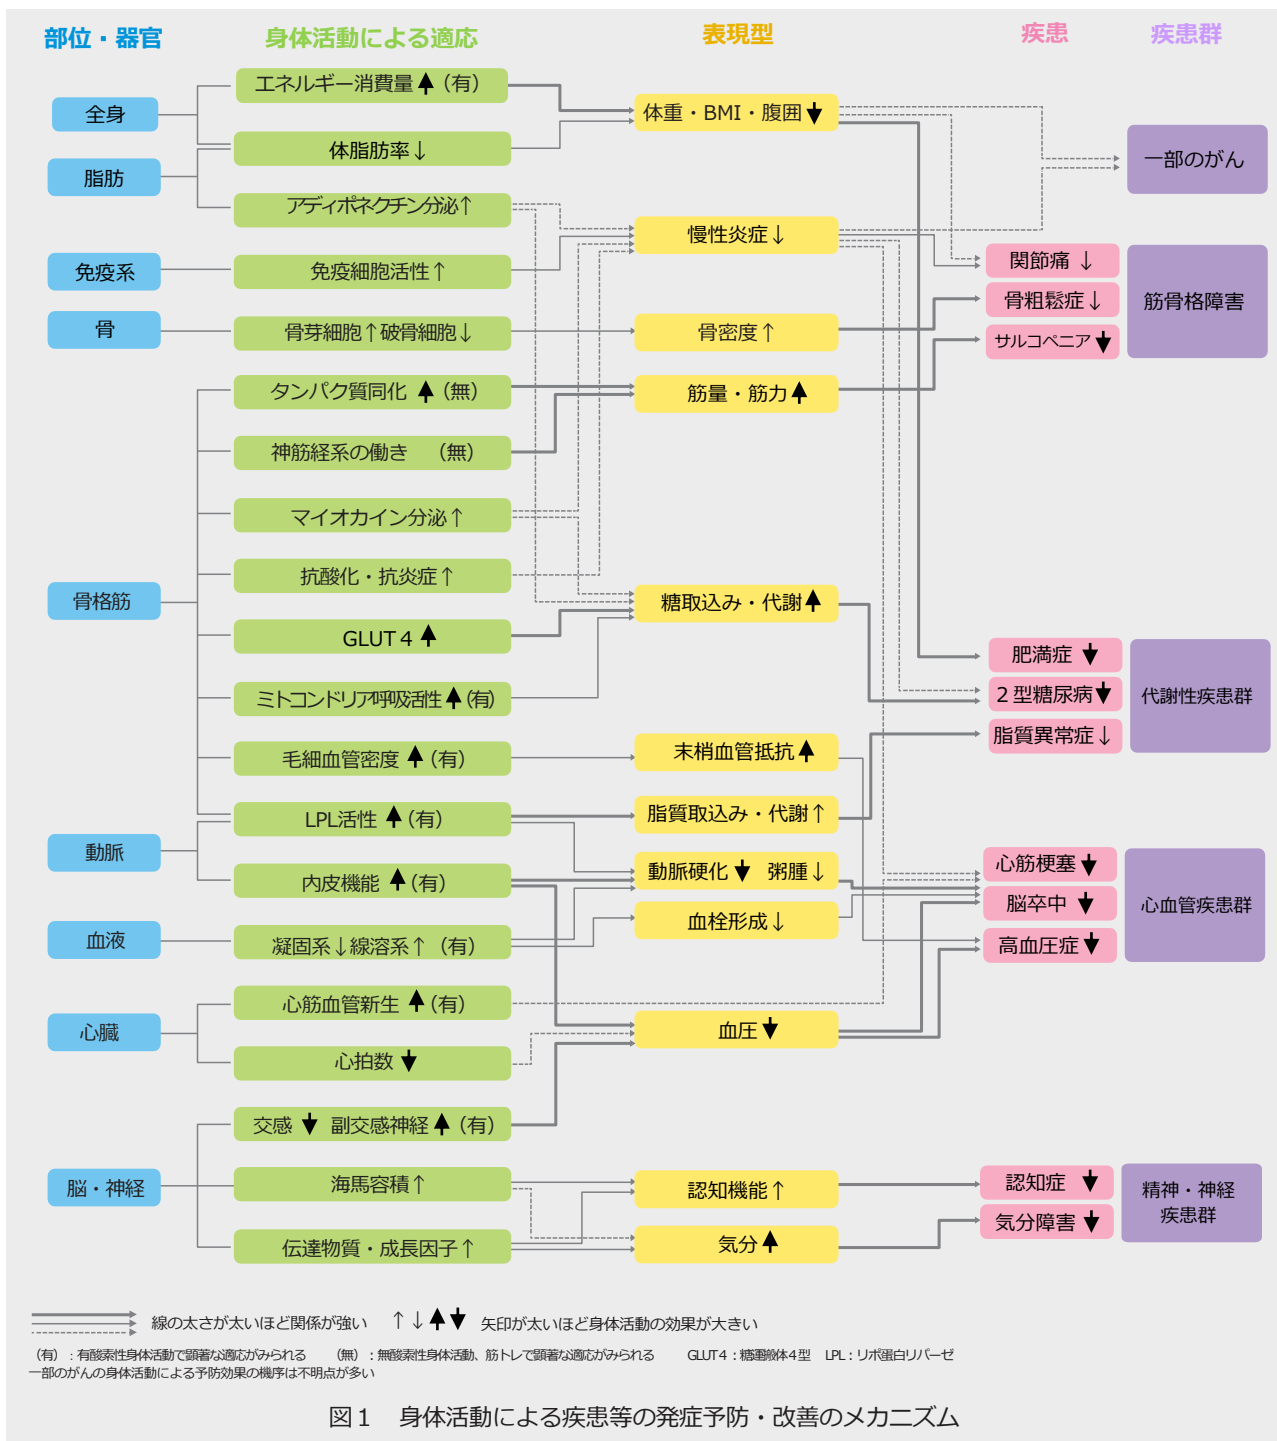 部位・器官
身体活動による適応
表現型
疾患
疾患群
全身
脂肪
免疫系
骨
骨格筋
動脈
血液
心臓
脳・神経
エネルギー消費量⬆（有）
体脂肪率↓
アディポネクチン分泌↑
免疫細胞活性↑
骨芽細胞↑破骨細胞↓
タンパク質同化 ⬆（無）
神経筋系の働き （無）
マイオカイン分泌↑
抗酸化・抗炎症↑
GLUT４⬆
ミトコンドリア呼吸活性⬆（有）
毛細血管密度 ⬆（有）
LPL活性 ⬆（有）
内皮機能 ⬆（有）
凝固系↓線溶系↑（有）
心筋血管新生 ⬆（有）
心拍数⬇
交感⬇ 副交感神経⬆（有）
海馬容積↑
伝達物質・成長因子↑
体重・BMI・腹囲⬇
慢性炎症↓
骨密度↑
筋量・筋力⬆
糖取込み・代謝⬆
末梢血管抵抗⬆
脂質取込み・代謝↑
動脈硬化⬇ 粥腫↓
血栓形成↓
血圧⬇
認知機能↑
気分⬆
関節痛 ↓
骨粗鬆症↓
サルコペニア⬇
肥満症 ⬇
２型糖尿病⬇
脂質異常症↓
心筋梗塞⬇
脳卒中 ⬇
高血圧症⬇
認知症 ⬇
気分障害⬇
一部のがん
筋骨格障害
代謝性疾患群
心血管疾患群
精神・神経
疾患群
線の太さが太いほど関係が強い ↑↓⬆⬇ 矢印が太いほど身体活動の効果が大きい
（有）：有酸素性身体活動で顕著な適応がみられる （無）：無酸素性身体活動、筋トレで顕著な適応がみられる GLUT４：糖運搬体４型 LPL：リポ蛋白リパーゼ
一部のがんの身体活動による予防効果の機序は不明点が多い
図１ 身体活動による疾患等の発症予防・改善のメカニズム